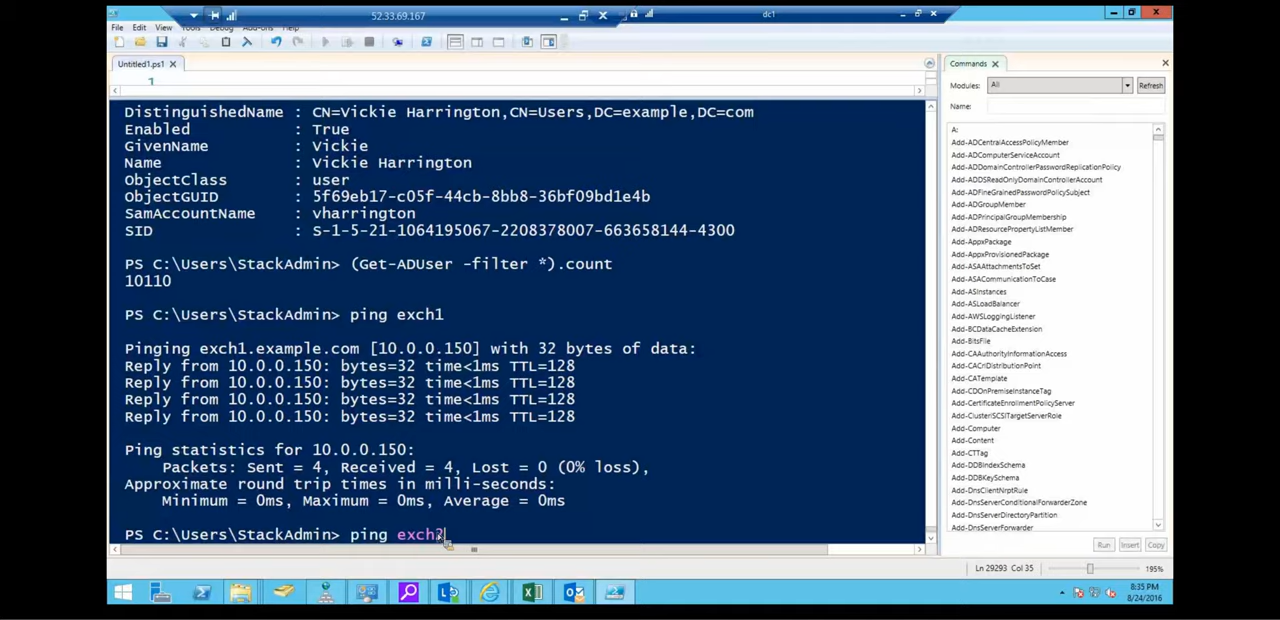 52.33.69.167
dc1
File Edit View Tools Debug Add-ons Help
Untitled1.ps1
1
DistinguishedName : CN=Vickie Harrington,CN=Users,DC=example,DC=com
Enabled : True
GivenName : Vickie
Name : Vickie Harrington
ObjectClass : user
ObjectGUID : 5f69eb17-c05f-44cb-8bb8-36bf09bd1e4b
SamAccountName : vharrington
SID : S-1-5-21-1064195067-2208378007-663658144-4300
PS C:\Users\StackAdmin> (Get-ADUser -filter *).count
10110
PS C:\Users\StackAdmin> ping exch1
Pinging exch1.example.com [10.0.0.150] with 32 bytes of data:
Reply from 10.0.0.150: bytes=32 time<1ms TTL=128
Reply from 10.0.0.150: bytes=32 time<1ms TTL=128
Reply from 10.0.0.150: bytes=32 time<1ms TTL=128
Reply from 10.0.0.150: bytes=32 time<1ms TTL=128
Ping statistics for 10.0.0.150:
Packets: Sent = 4, Received = 4, Lost = 0 (0% loss),
Approximate round trip times in milli-seconds:
Minimum = 0ms, Maximum = 0ms, Average = 0ms
PS C:\Users\StackAdmin> ping exch2
Commands
Modules: All Refresh
Name:
A:
Add-ADCentralAccessPolicyMember
Add-ADComputerServiceAccount
Add-ADDomainControllerPasswordReplicationPolicy
Add-ADDSReadOnlyDomainControllerAccount
Add-ADFineGrainedPasswordPolicySubject
Add-ADGroupMember
Add-ADPrincipalGroupMembership
Add-ADResourcePropertyListMember
Add-AppxPackage
Add-AppxProvisionedPackage
Add-ASAAttachmentsToSet
Add-ASACommunicationToCase
Add-ASInstances
Add-ASLoadBalancer
Add-AWSLoggingListener
Add-BCDataCacheExtension
Add-BitsFile
Add-CAAuthorityInformationAccess
Add-CACrlDistributionPoint
Add-CATemplate
Add-CDOnPremiseInstanceTag
Add-CertificateEnrollmentPolicyServer
Add-ClusteriSCSITargetServerRole
Add-Computer
Add-Content
Add-CTTag
Add-DDBIndexSchema
Add-DDBKeySchema
Add-DnsClientNrptRule
Add-DnsServerConditionalForwarderZone
Add-DnsServerDirectoryPartition
Add-DnsServerForwarder
Run Insert Copy
Ln 29293 Col 35
195%
8:35 PM
8/24/2016